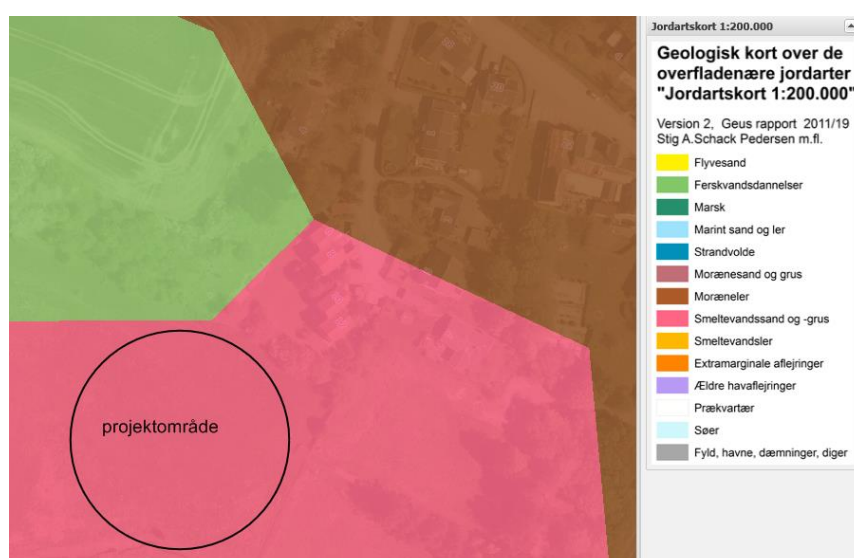 projektområde
Jordartskort 1:200.000
Geologisk kort over de
overfladenære jordarter
"Jordartskort 1:200.000"
Version 2, Geus rapport 2011/19
Stig A.Schack Pedersen m.fl.
Flyvesand
Ferskvandsdannelser
Marsk
Marint sand og ler
Strandvolde
Morænesand og grus
Moræneler
Smeltevandssand og -grus
Smeltevandsler
Extramarginale aflejringer
Ældre havaflejringer
Prækvartær
Søer
Fyld, havne, dæmninger, diger